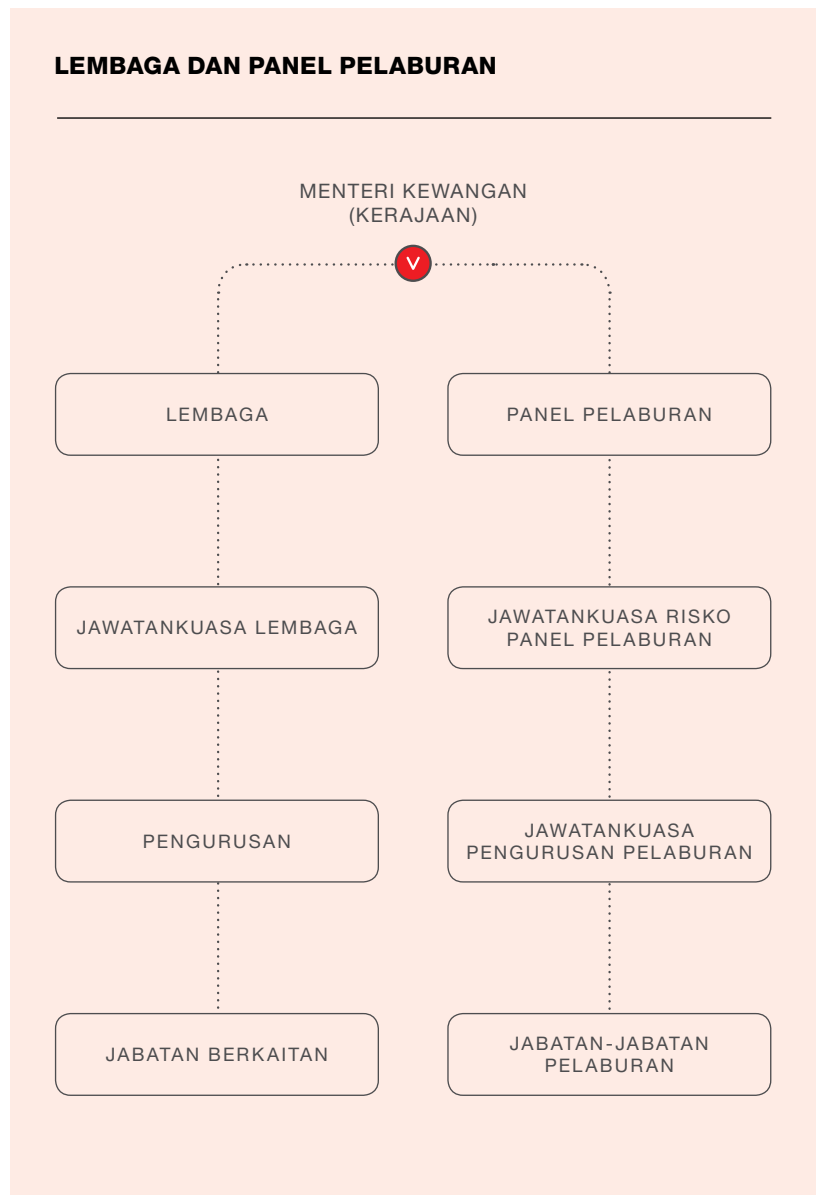 LEMBAGA DAN PANEL PELABURAN
MENTERI KEWANGAN
(KERAJAAN)
LEMBAGA
PANEL PELABURAN
JAWATANKUASA LEMBAGA
JAWATANKUASA RISKO
PANEL PELABURAN
PENGURUSAN
JAWATANKUASA
PENGURUSAN PELABURAN
JABATAN BERKAITAN
JABATAN-JABATAN
PELABURAN